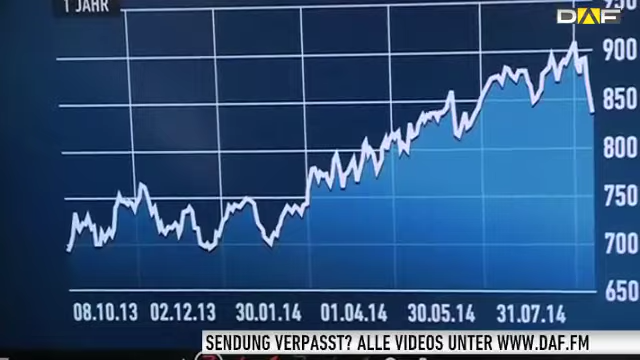 1 JAHR
DAF
950
900
850
800
750
700
650
08.10.13 02.12.13 30.01.14 01.04.14 30.05.14 31.07.14
SENDUNG VERPASST? ALLE VIDEOS UNTER WWW.DAF.FM